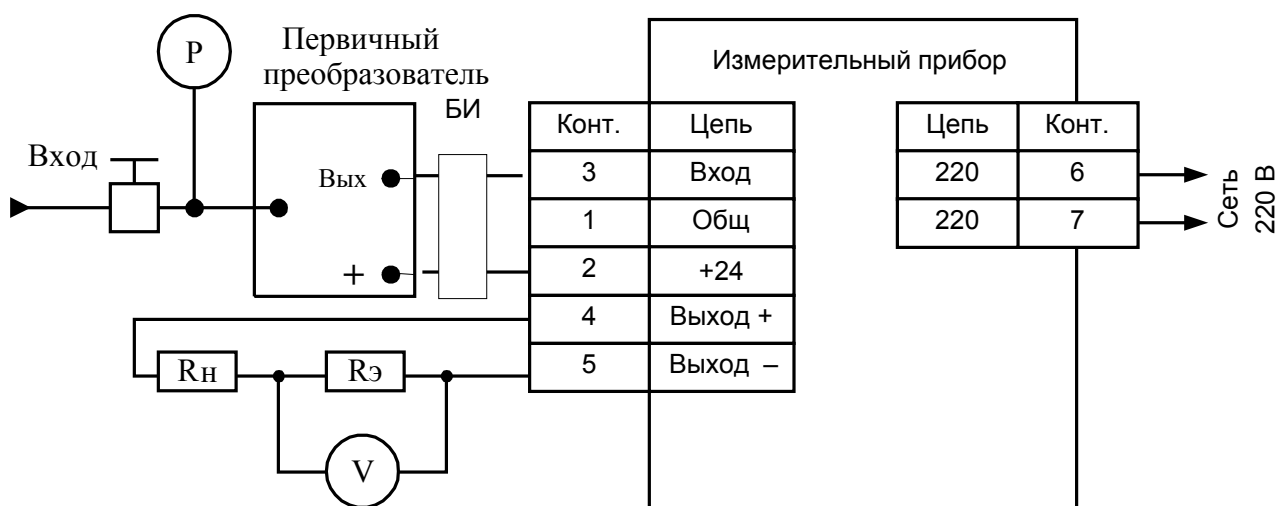 P
Первичный
преобразователь
Измерительный прибор
БИ
Вход
Вых
+
Конт. Цепь
3 Вход
1 Общ
2 +24
4 Выход +
5 Выход –
Цепь Конт.
220 6
220 7
Сеть
220 В
Rн Rэ
V